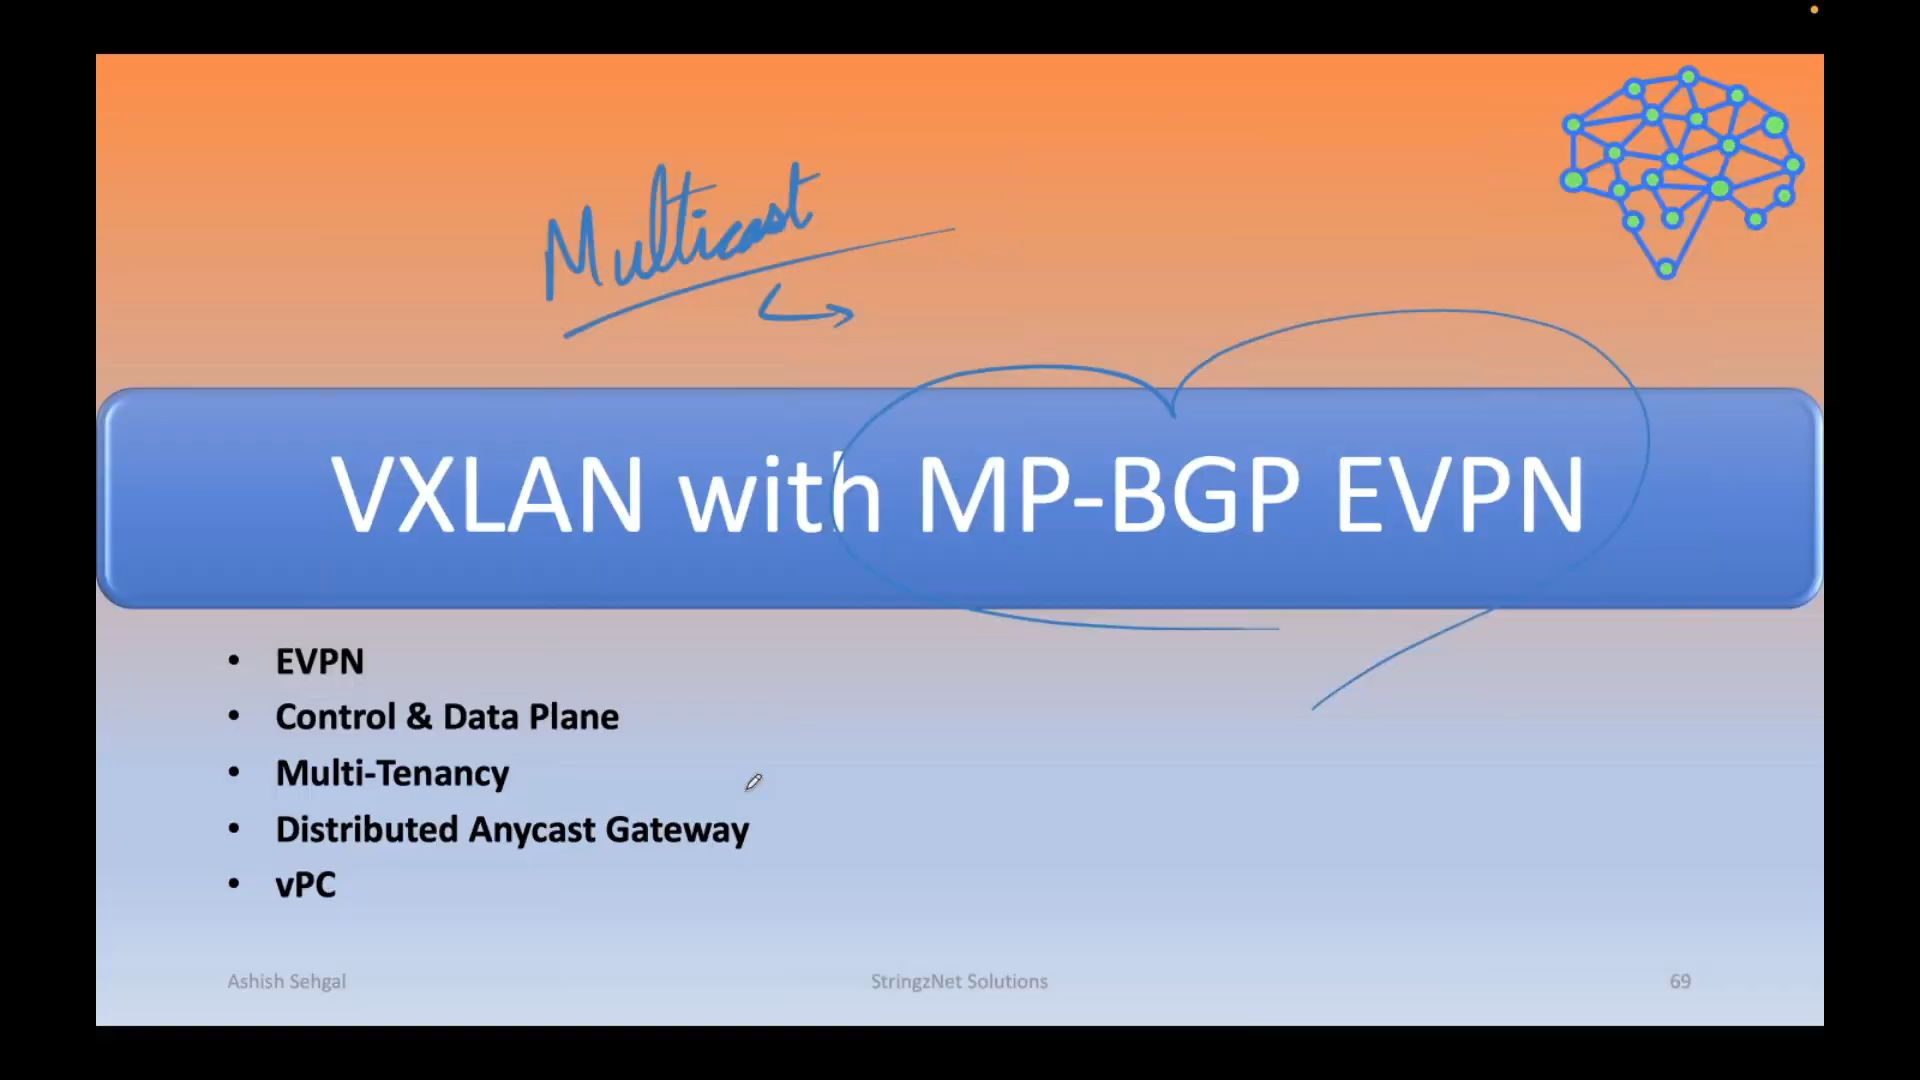 Multicast
VXLAN with MP-BGP EVPN
• EVPN
• Control & Data Plane
• Multi-Tenancy
• Distributed Anycast Gateway
• vPC
Ashish Sehgal
StringzNet Solutions
69